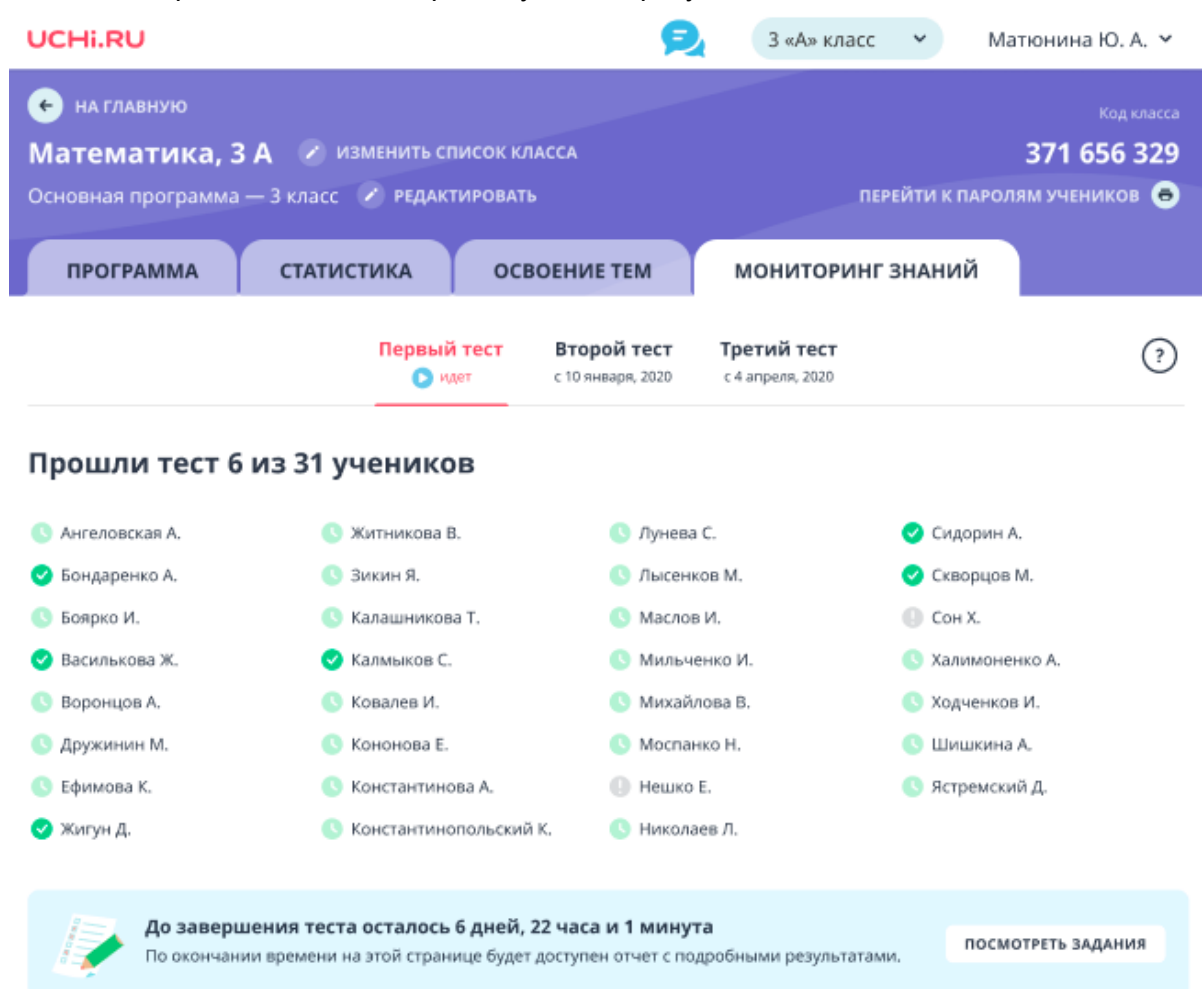 UCHi.RU
3 «А» класс
Матюнина Ю. А.
НА ГЛАВНУЮ
Код класса
Математика, 3 А
ИЗМЕНИТЬ СПИСОК КЛАССА
371 656 329
Основная программа — 3 класс
РЕДАКТИРОВАТЬ
ПЕРЕЙТИ К ПАРОЛЯМ УЧЕНИКОВ
ПРОГРАММА
СТАТИСТИКА
ОСВОЕНИЕ ТЕМ
МОНИТОРИНГ ЗНАНИЙ
Первый тест
идет
Второй тест
с 10 января, 2020
Третий тест
с 4 апреля, 2020
?
Прошли тест 6 из 31 учеников
Ангеловская А.
Бондаренко А.
Боярко И.
Василькова Ж.
Воронцов А.
Дружинин М.
Ефимова К.
Жигун Д.
Житникова В.
Зикин Я.
Калашникова Т.
Калмыков С.
Ковалев И.
Кононова Е.
Константинова А.
Константинопольский К.
Лунева С.
Лысенков М.
Маслов И.
Мильченко И.
Михайлова В.
Моспанко Н.
Нешко Е.
Николаев Л.
Сидорин А.
Скворцов М.
Сон Х.
Халимоненко А.
Ходченков И.
Шишкина А.
Ястремский Д.
До завершения теста осталось 6 дней, 22 часа и 1 минута
По окончании времени на этой странице будет доступен отчет с подробными результатами.
ПОСМОТРЕТЬ ЗАДАНИЯ